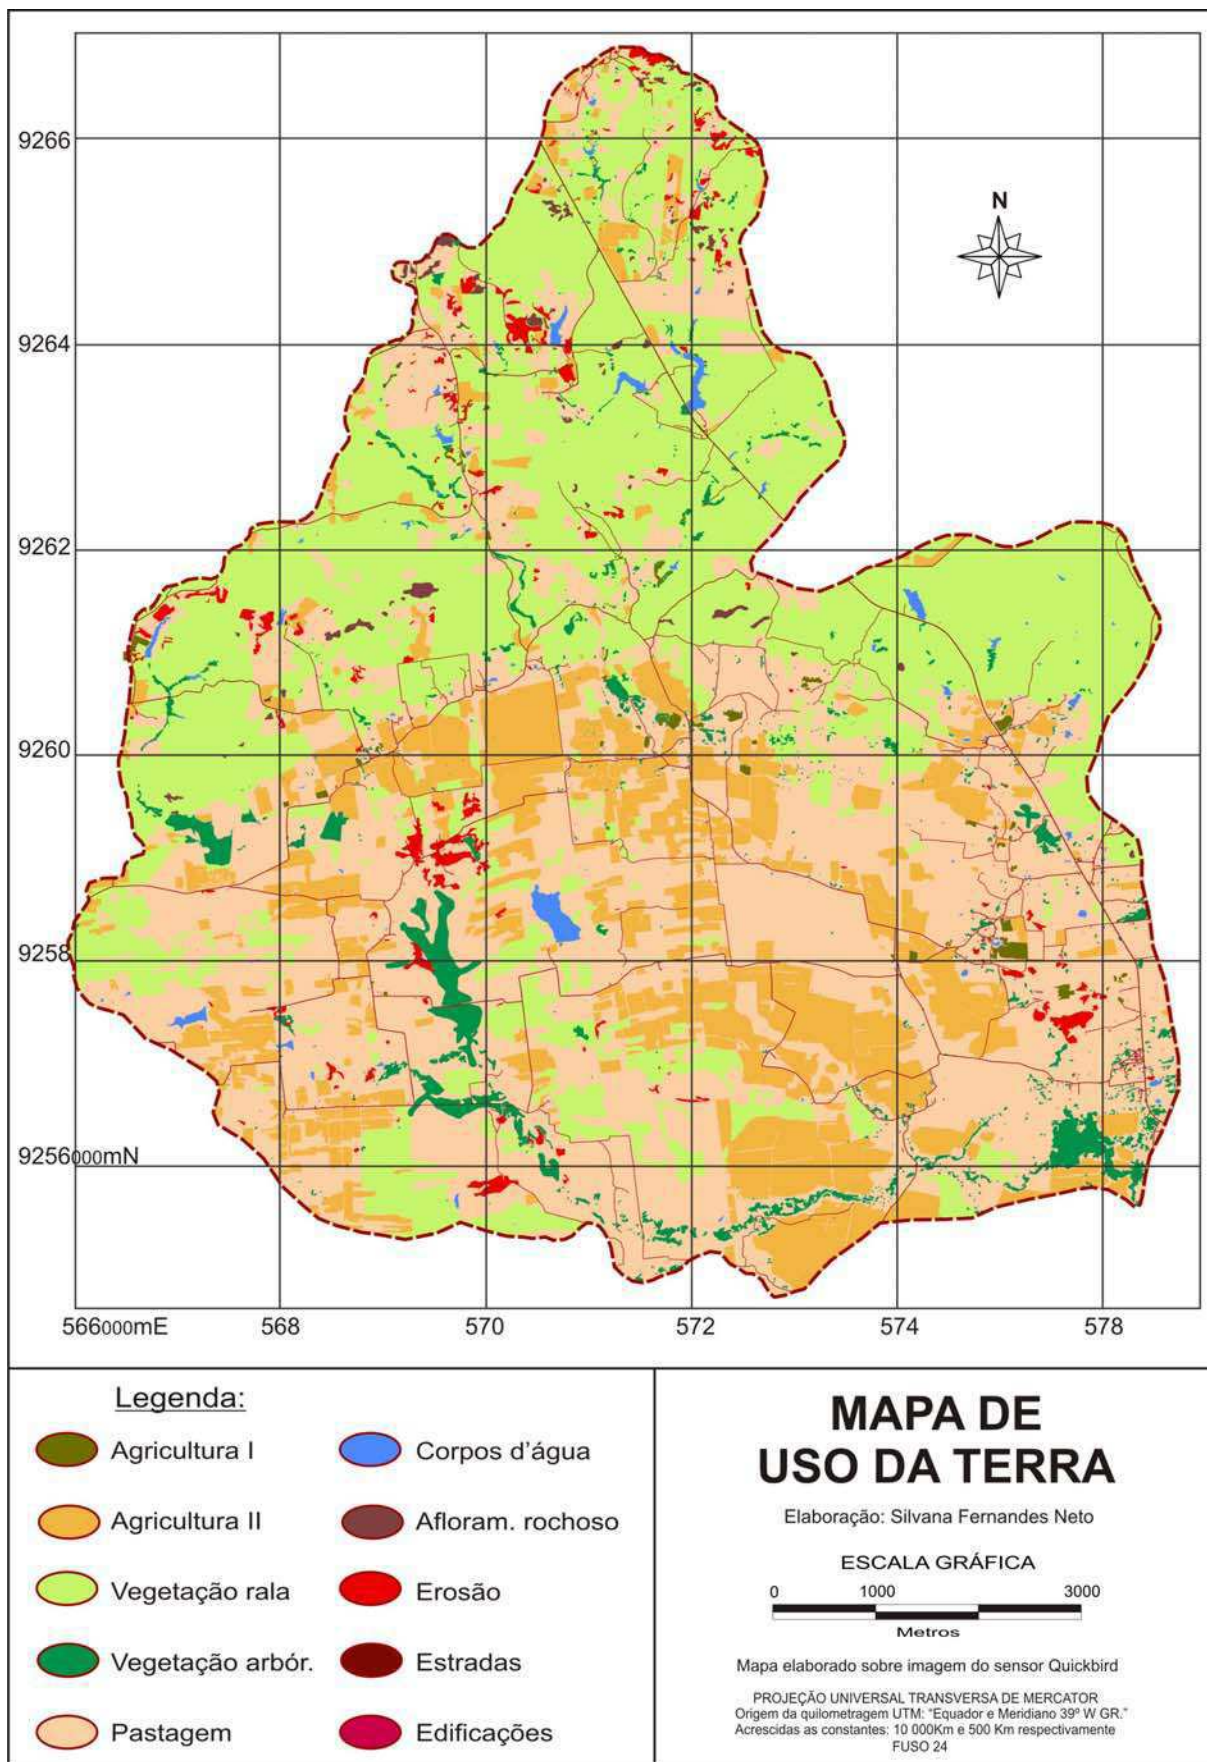 N
9266
9264
9262
9260
9258
9256000mN
566000mE 568 570 572 574 578
Legenda:
Agricultura I
Agricultura II
Vegetação rala
Vegetação arbór.
Pastagem
Corpos d'água
Afloram. rochoso
Erosão
Estradas
Edificações
MAPA DE
USO DA TERRA
Elaboração: Silvana Fernandes Neto
ESCALA GRÁFICA
0 1000 3000
Metros
Mapa elaborado sobre imagem do sensor Quickbird
PROJEÇÃO UNIVERSAL TRANSVERSA DE MERCATOR
Origem da quilometragem UTM: "Equador e Meridiano 39º W GR."
Acrescidas as constantes: 10 000Km e 500 Km respectivamente
FUSO 24